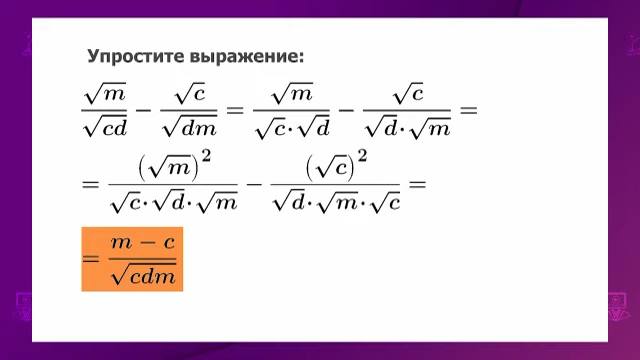 Упростите выражение:
√m/√cd − √c/√dm = √m/√c·√d − √c/√d·√m =
= (√m)²/√c·√d·√m − (√c)²/√d·√m·√c =
= m − c/√cdm